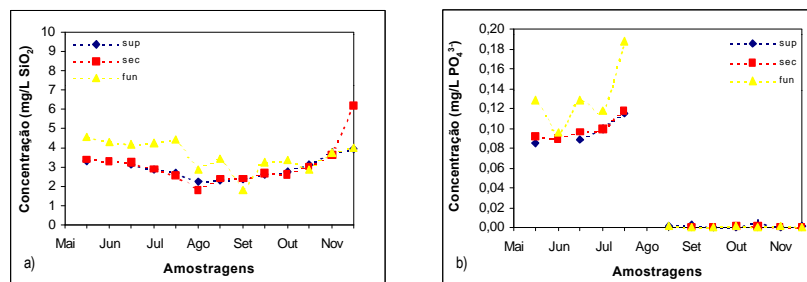 Concentração (mg/L SiO2)
10
9
8
7
6
5
4
3
2
1
0
sup
sec
fun
Mai Jun Jul Ago Set Out Nov
a)
Amostragens
Concentração (mg/L PO4 3-)
0,20
0,18
0,16
0,14
0,12
0,10
0,08
0,06
0,04
0,02
0,00
sup
sec
fun
Mai Jun Jul Ago Set Out Nov
b)
Amostragens